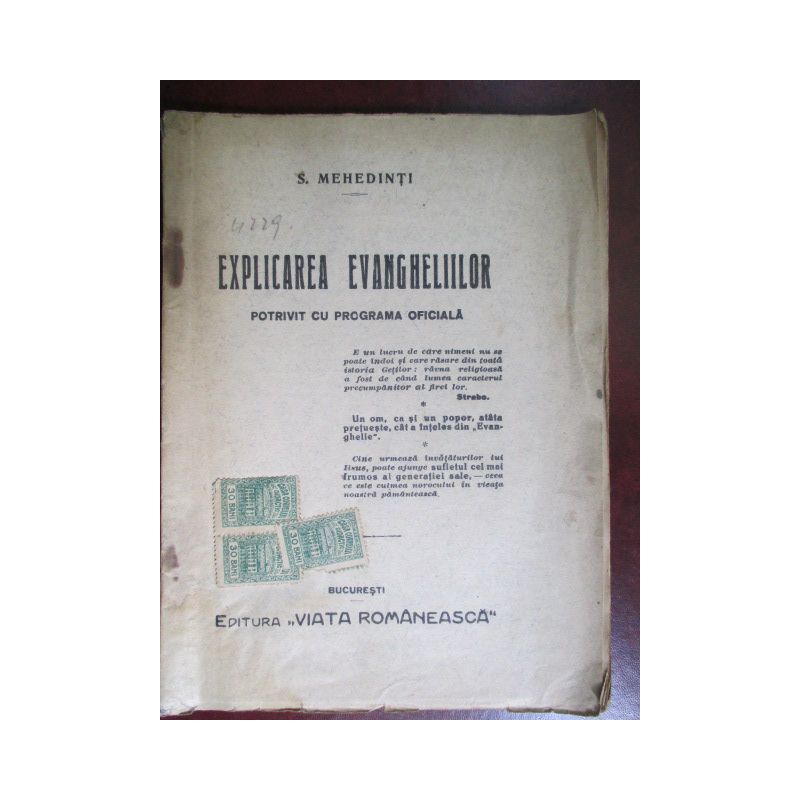 S. MEHEDINȚI
4229.
EXPLICAREA EVANGHELIILOR
POTRIVIT CU PROGRAMA OFICIALĂ
E un lucru de care nimeni nu se
poate îndoi și care răsare din toată
istoria Geților: râvna religioasă
a fost de când lumea caracterul
precumpănitor al firei lor.
Strabo.
*
Un om, ca și un popor, atâta
prețuește, cât a înțeles din „Evan-
ghelie".
*
Cine urmează învățăturilor lui
Iisus, poate ajunge sufletul cel mai
frumos al generației sale, — ceea
ce este culmea norocului în vieața
noastră pământească.
30 BANI
30 BANI
30 BANI
BUCUREȘTI
EDITURA „VIATA ROMÂNEASCĂ"